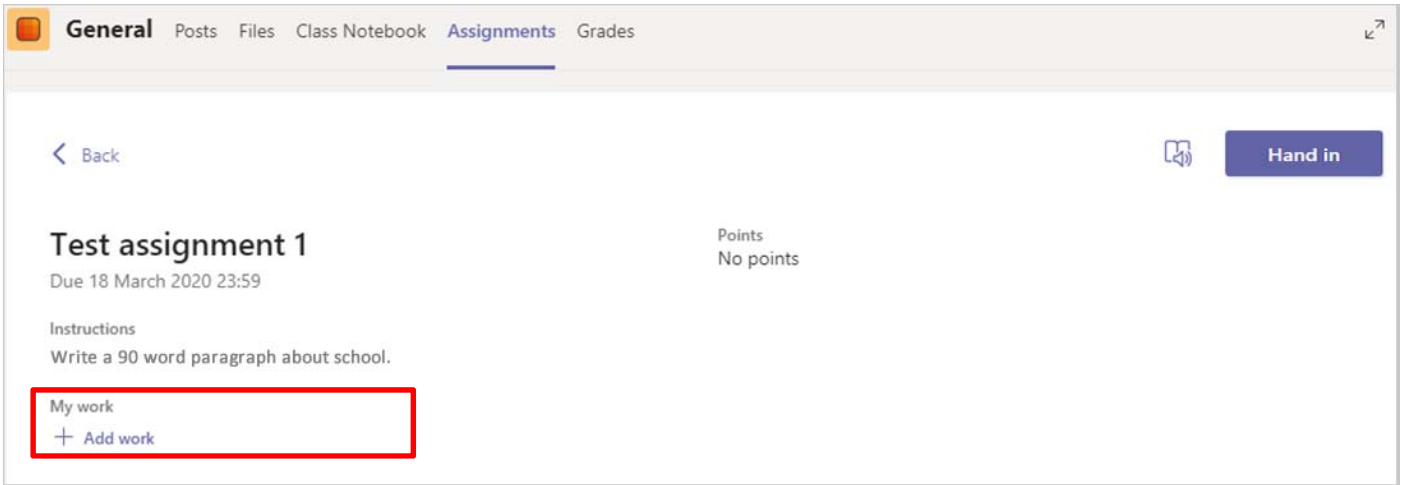 General Posts Files Class Notebook Assignments Grades
Back
Hand in
Test assignment 1
Due 18 March 2020 23:59
Points
No points
Instructions
Write a 90 word paragraph about school.
My work
+ Add work